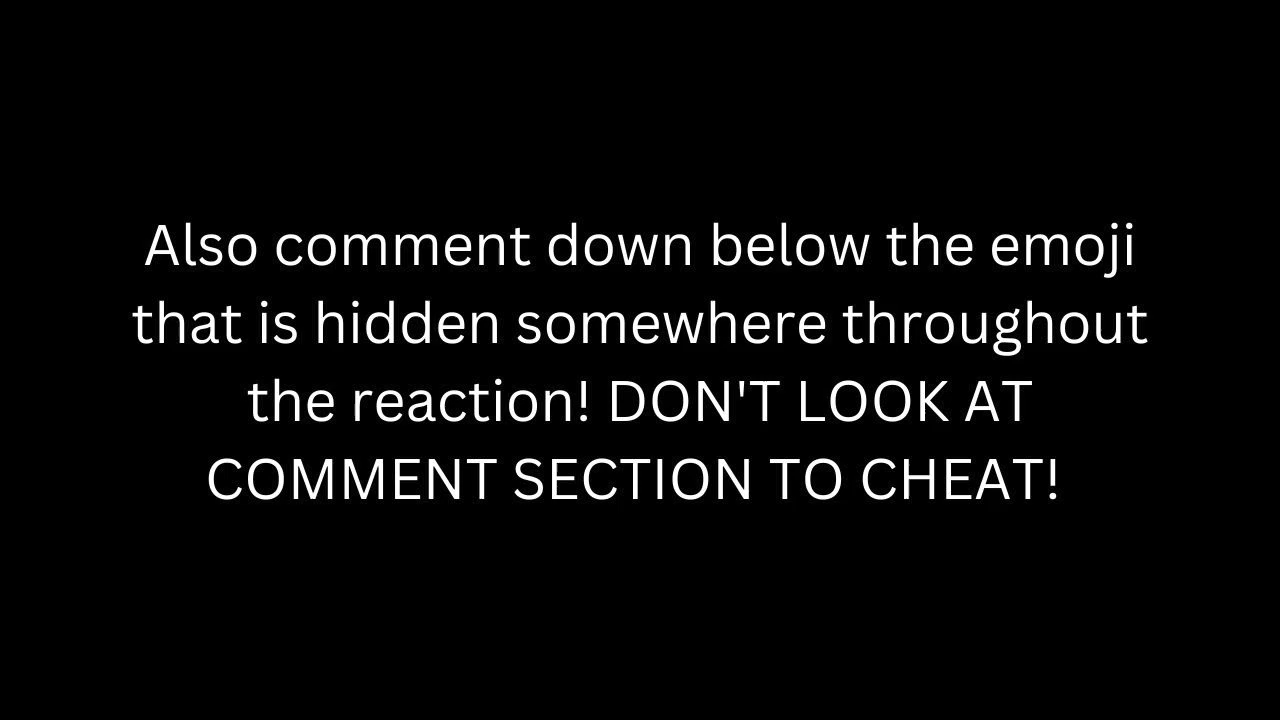 Also comment down below the emoji
that is hidden somewhere throughout
the reaction! DON'T LOOK AT
COMMENT SECTION TO CHEAT!